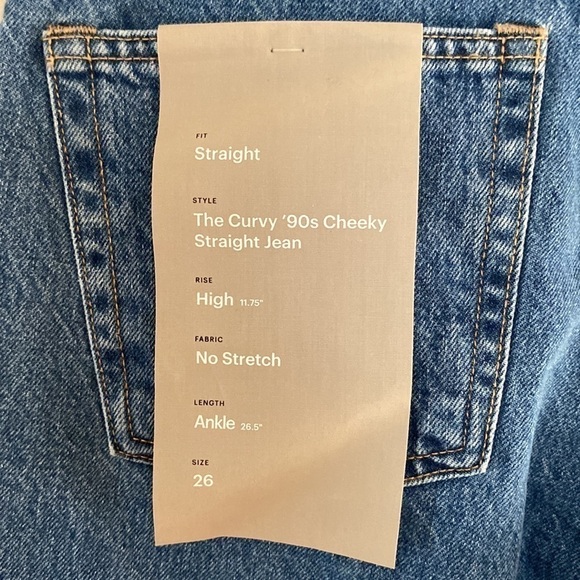 FIT
Straight
STYLE
The Curvy ’90s Cheeky
Straight Jean
RISE
High 11.75"
FABRIC
No Stretch
LENGTH
Ankle 26.5"
SIZE
26